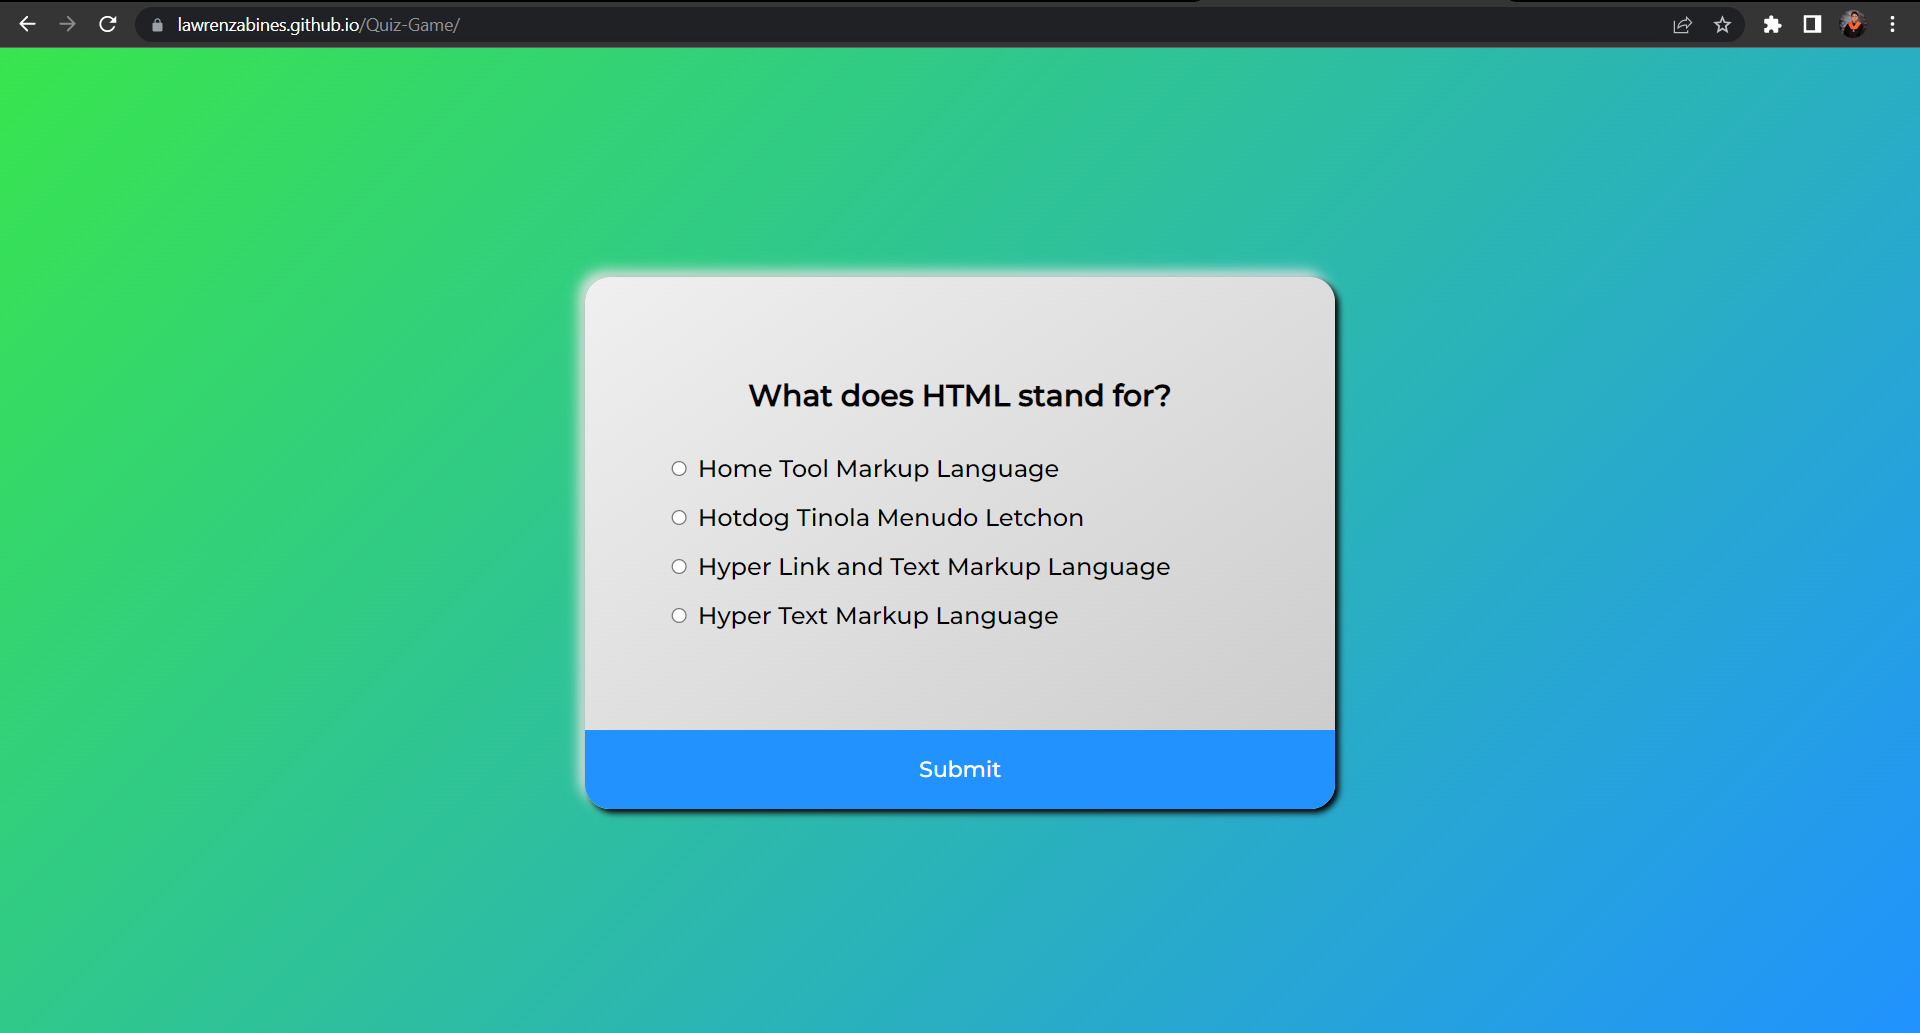 lawrenzabines.github.io/Quiz-Game/
What does HTML stand for?
Home Tool Markup Language
Hotdog Tinola Menudo Letchon
Hyper Link and Text Markup Language
Hyper Text Markup Language
Submit